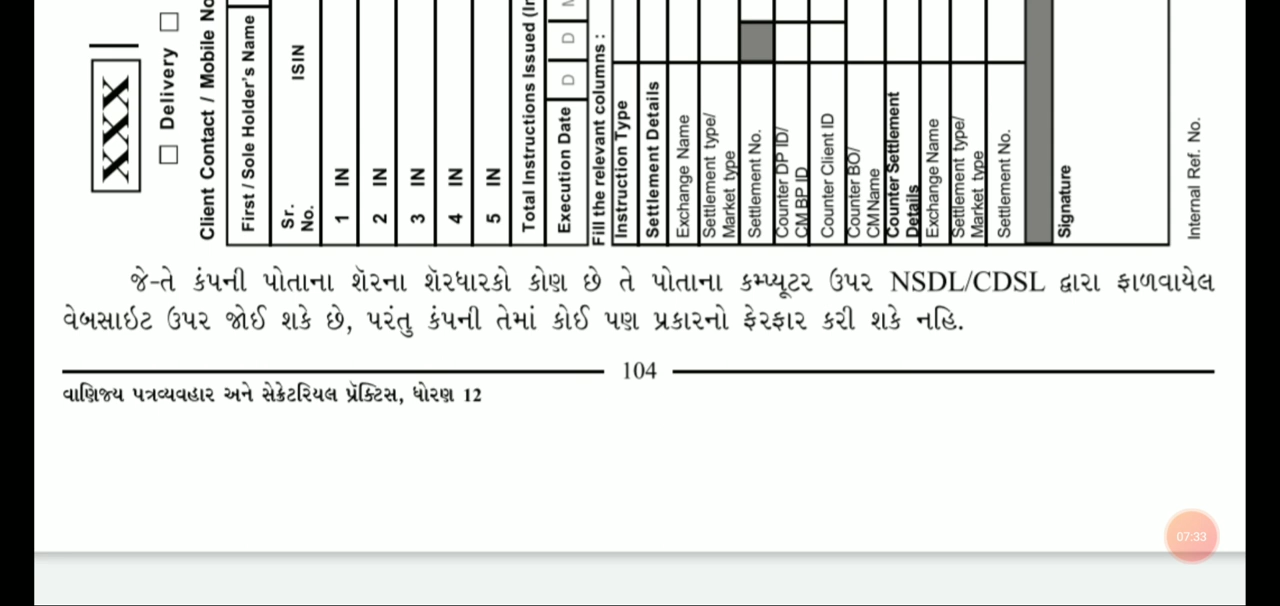 XXX
Delivery
Client Contact / Mobile No
First / Sole Holder's Name
Sr. No.
ISIN
1 IN
2 IN
3 IN
4 IN
5 IN
Total Instructions Issued (In
Execution Date D D
Fill the relevant columns :
Instruction Type
Settlement Details
Exchange Name
Settlement type/
Market type
Settlement No.
Counter DP ID/
CM BP ID
Counter Client ID
Counter BO/
CM Name
Counter Settlement
Details
Exchange Name
Settlement type/
Market type
Settlement No.
Signature
Internal Ref. No.
જે-તે કંપની પોતાના શૅરના શૅરધારકો કોણ છે તે પોતાના કમ્પ્યૂટર ઉપર NSDL/CDSL દ્વારા ફાળવાયેલ
વેબસાઇટ ઉપર જોઈ શકે છે, પરંતુ કંપની તેમાં કોઈ પણ પ્રકારનો ફેરફાર કરી શકે નહિ.
104
વાણિજ્ય પત્રવ્યવહાર અને સેક્રેટરિયલ પ્રૅક્ટિસ, ધોરણ 12
07:33